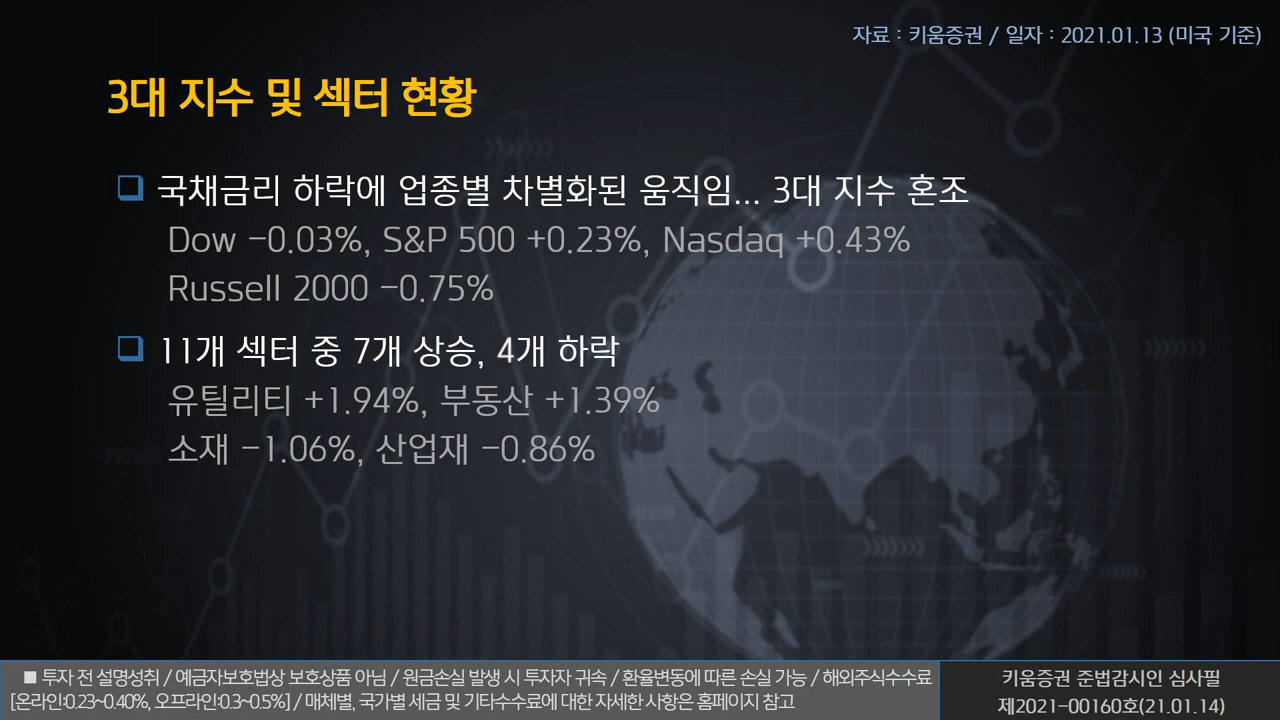 자료 : 키움증권 / 일자 : 2021.01.13 (미국 기준)
3대 지수 및 섹터 현황
❑ 국채금리 하락에 업종별 차별화된 움직임... 3대 지수 혼조
Dow -0.03%, S&P 500 +0.23%, Nasdaq +0.43%
Russell 2000 -0.75%
❑ 11개 섹터 중 7개 상승, 4개 하락
유틸리티 +1.94%, 부동산 +1.39%
소재 -1.06%, 산업재 -0.86%
■ 투자 전 설명성취 / 예금자보호법상 보호상품 아님 / 원금손실 발생 시 투자자 귀속 / 환율변동에 따른 손실 가능 / 해외주식수수료
[온라인:0.23~0.40%, 오프라인:0.3~0.5%] / 매체별, 국가별 세금 및 기타수수료에 대한 자세한 사항은 홈페이지 참고
키움증권 준법감시인 심사필
제2021-00160호(21.01.14)